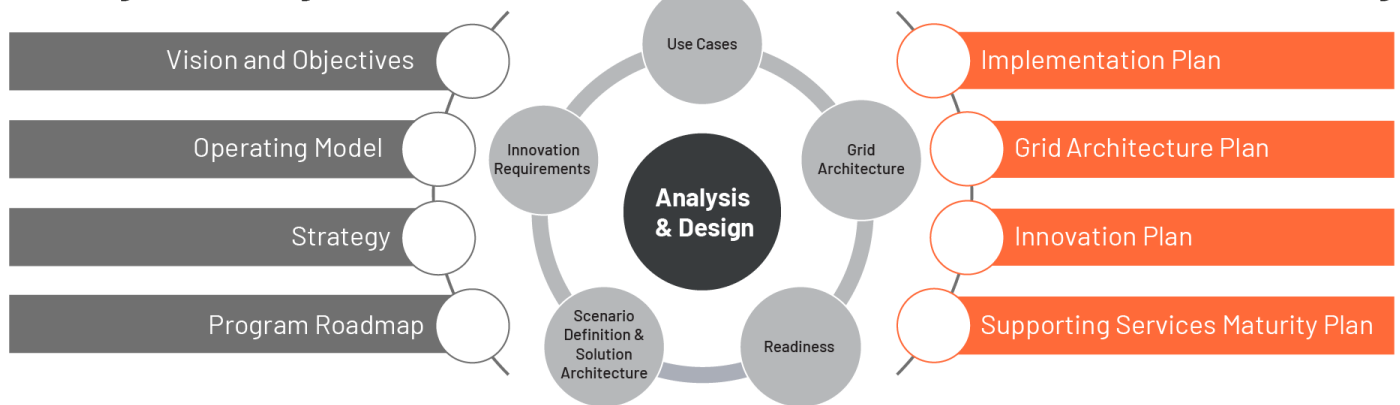 Vision and Objectives
Operating Model
Strategy
Program Roadmap
Use Cases
Innovation
Requirements
Grid
Architecture
Analysis
& Design
Scenario
Definition &
Solution
Architecture
Readiness
Implementation Plan
Grid Architecture Plan
Innovation Plan
Supporting Services Maturity Plan